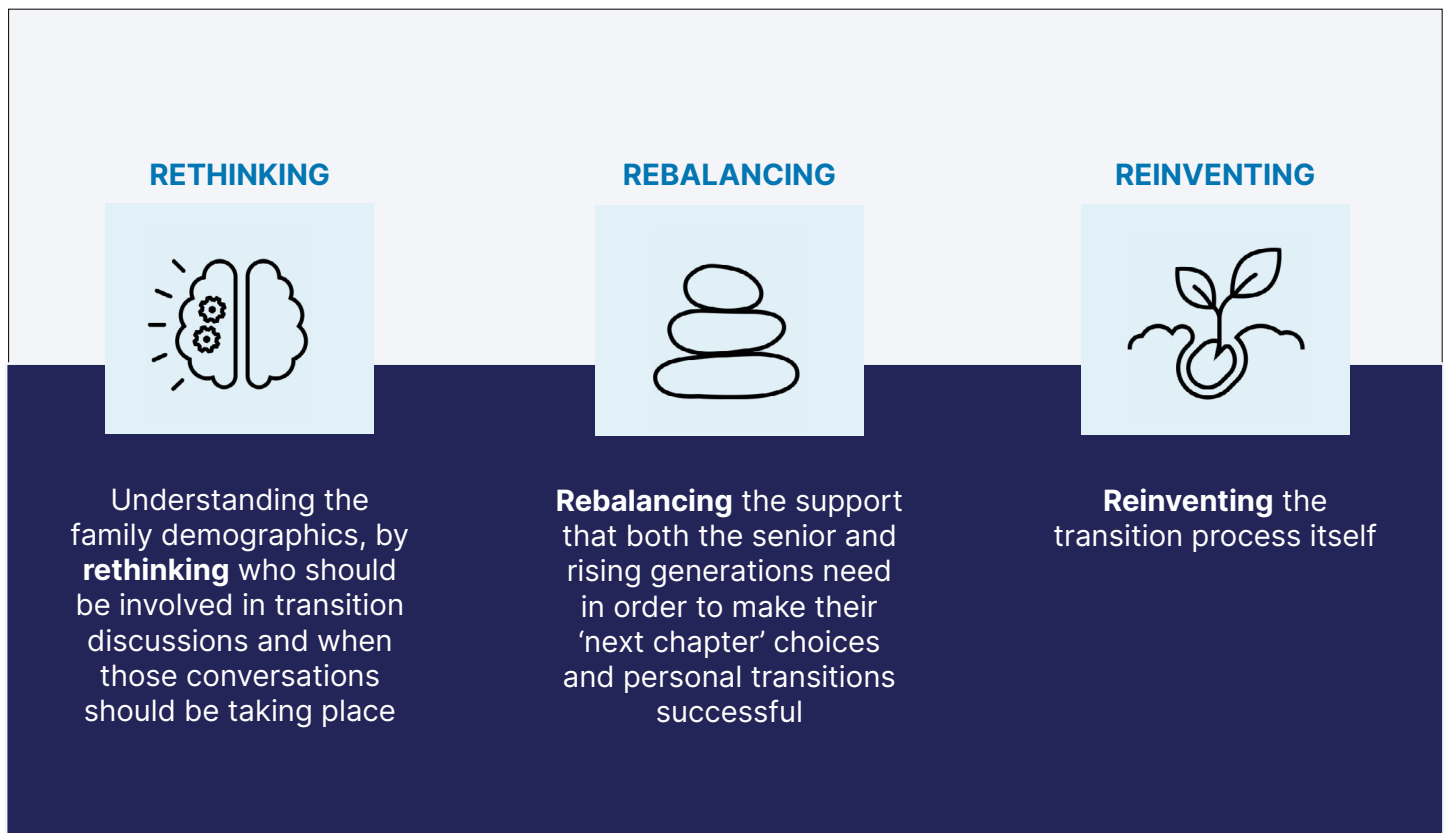 RETHINKING
Understanding the
family demographics, by
rethinking who should
be involved in transition
discussions and when
those conversations
should be taking place
REBALANCING
Rebalancing the support
that both the senior and
rising generations need
in order to make their
‘next chapter’ choices
and personal transitions
successful
REINVENTING
Reinventing the
transition process itself